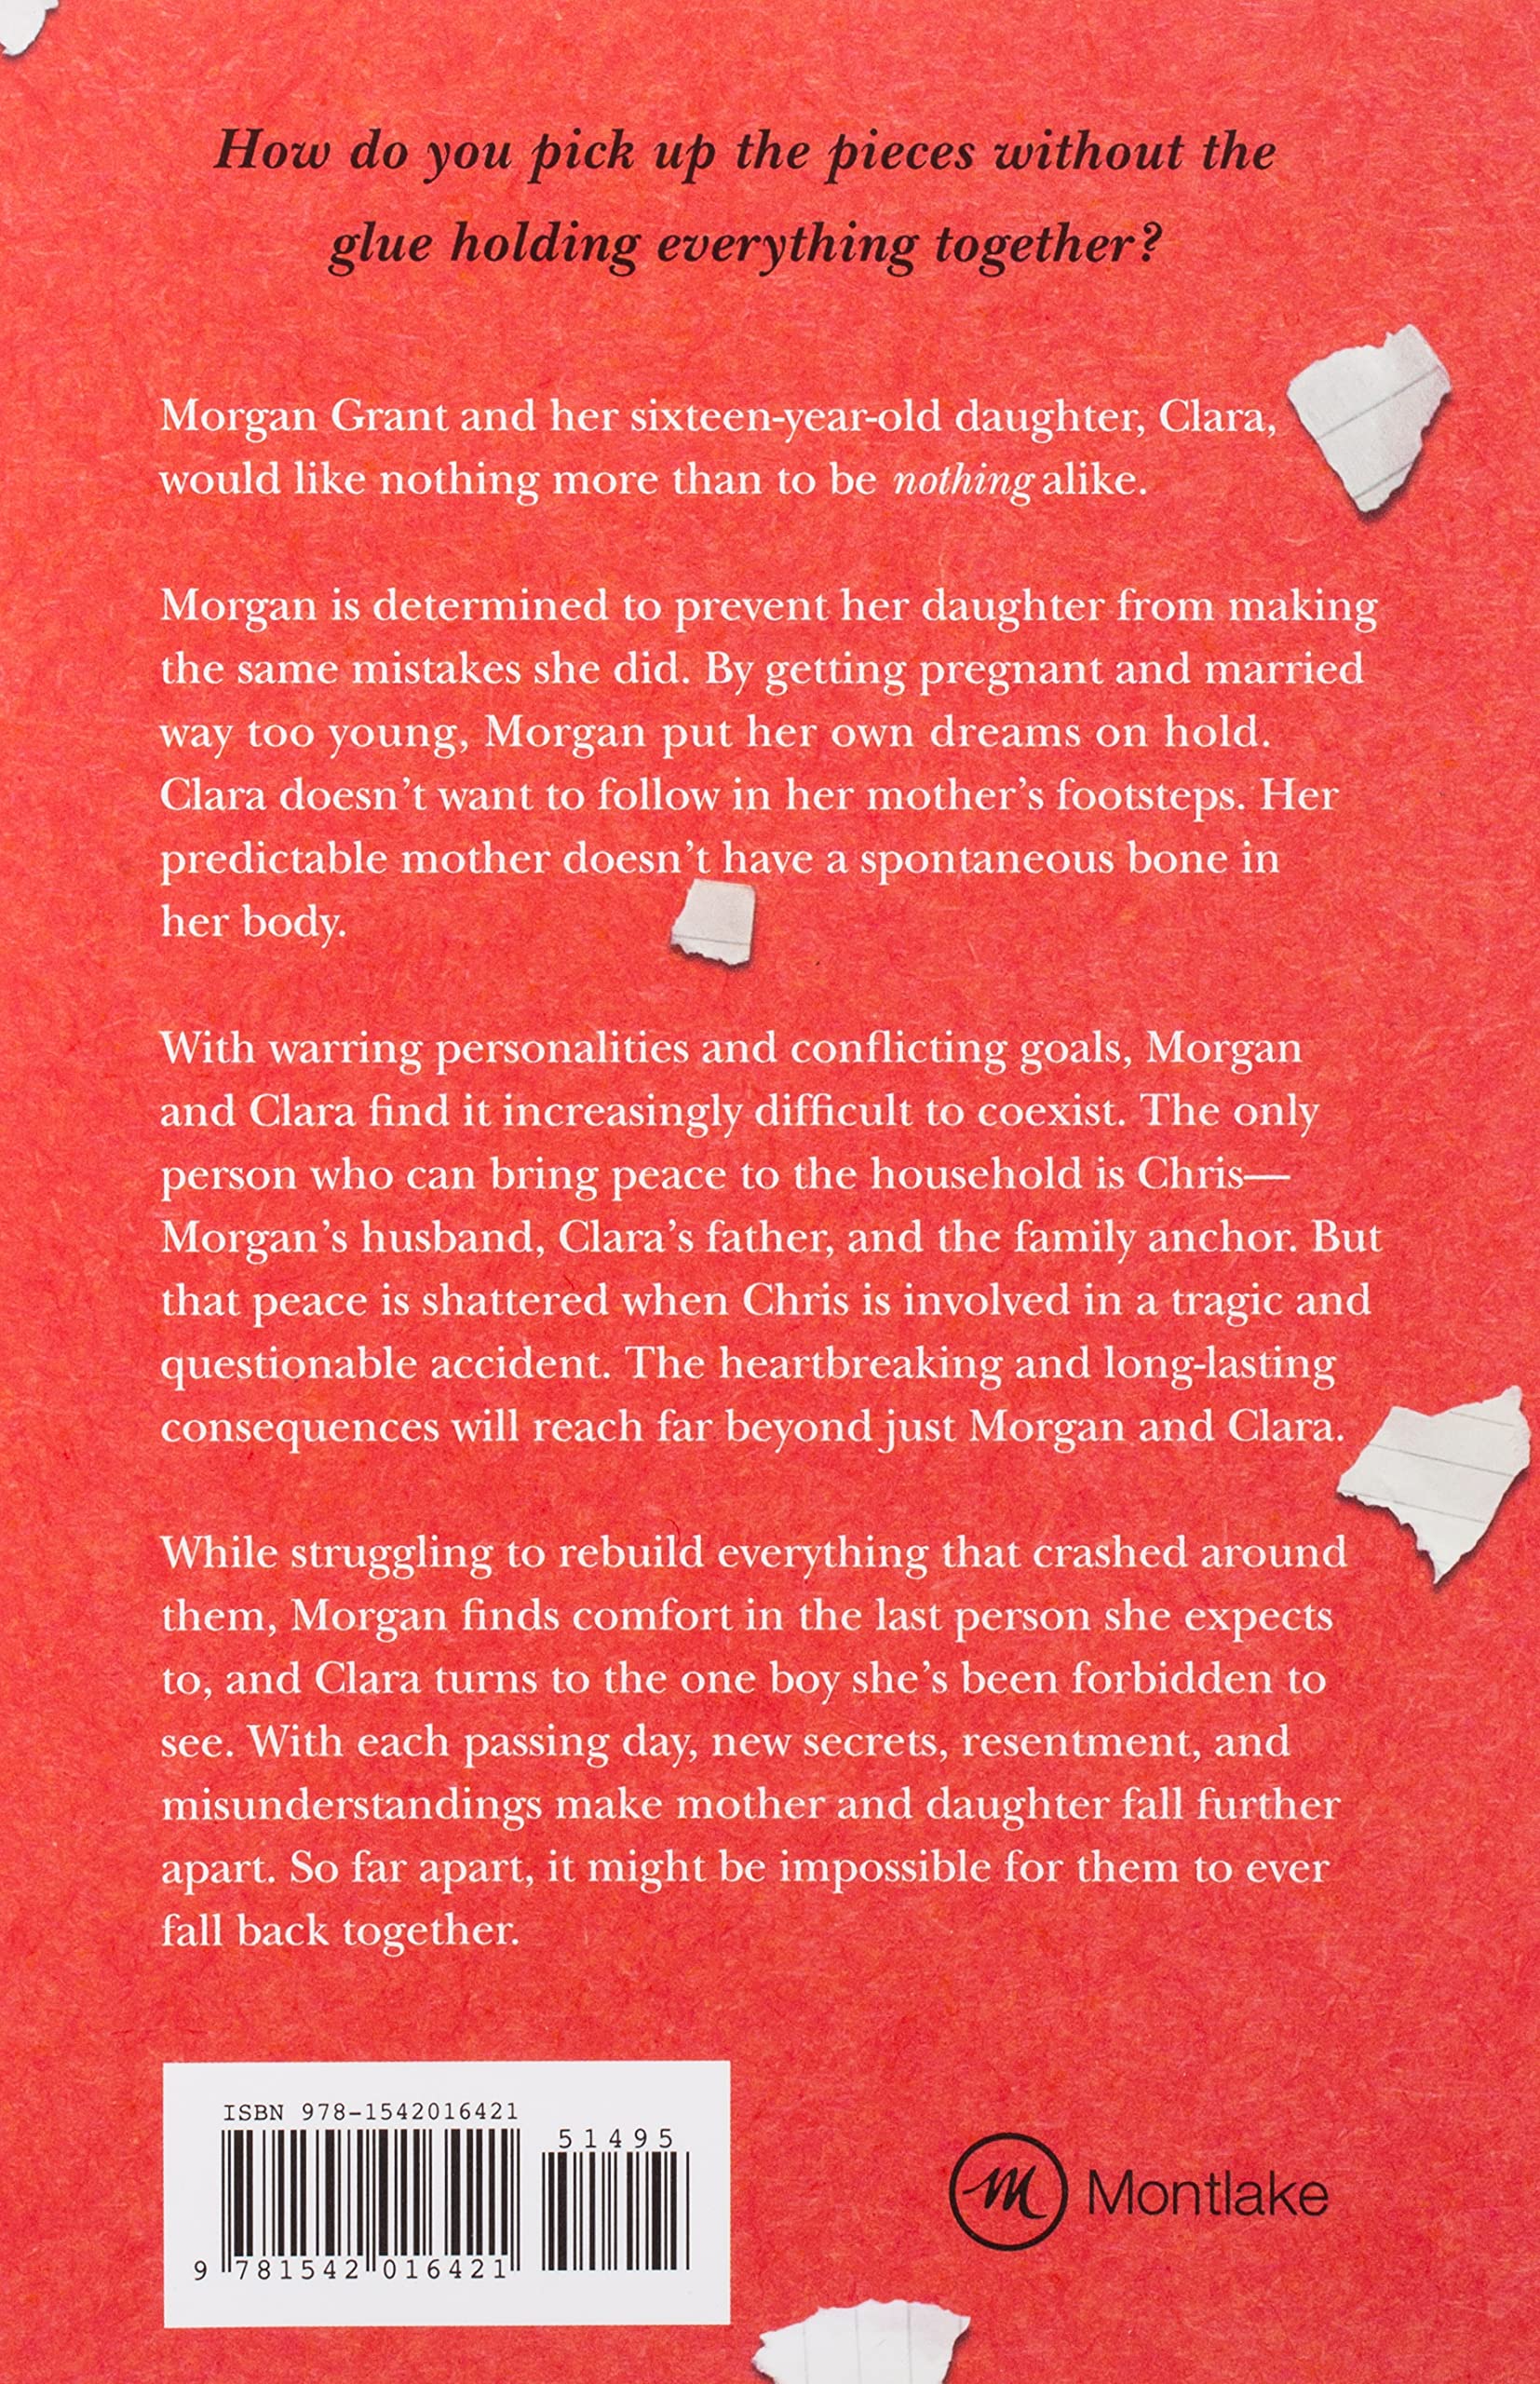 How do you pick up the pieces without the
glue holding everything together?
Morgan Grant and her sixteen-year-old daughter, Clara,
would like nothing more than to be nothing alike.
Morgan is determined to prevent her daughter from making
the same mistakes she did. By getting pregnant and married
way too young, Morgan put her own dreams on hold.
Clara doesn’t want to follow in her mother’s footsteps. Her
predictable mother doesn’t have a spontaneous bone in
her body.
With warring personalities and conflicting goals, Morgan
and Clara find it increasingly difficult to coexist. The only
person who can bring peace to the household is Chris—
Morgan’s husband, Clara’s father, and the family anchor. But
that peace is shattered when Chris is involved in a tragic and
questionable accident. The heartbreaking and long-lasting
consequences will reach far beyond just Morgan and Clara.
While struggling to rebuild everything that crashed around
them, Morgan finds comfort in the last person she expects
to, and Clara turns to the one boy she’s been forbidden to
see. With each passing day, new secrets, resentment, and
misunderstandings make mother and daughter fall further
apart. So far apart, it might be impossible for them to ever
fall back together.
ISBN 978-1542016421
51495
9 781542 016421
m Montlake